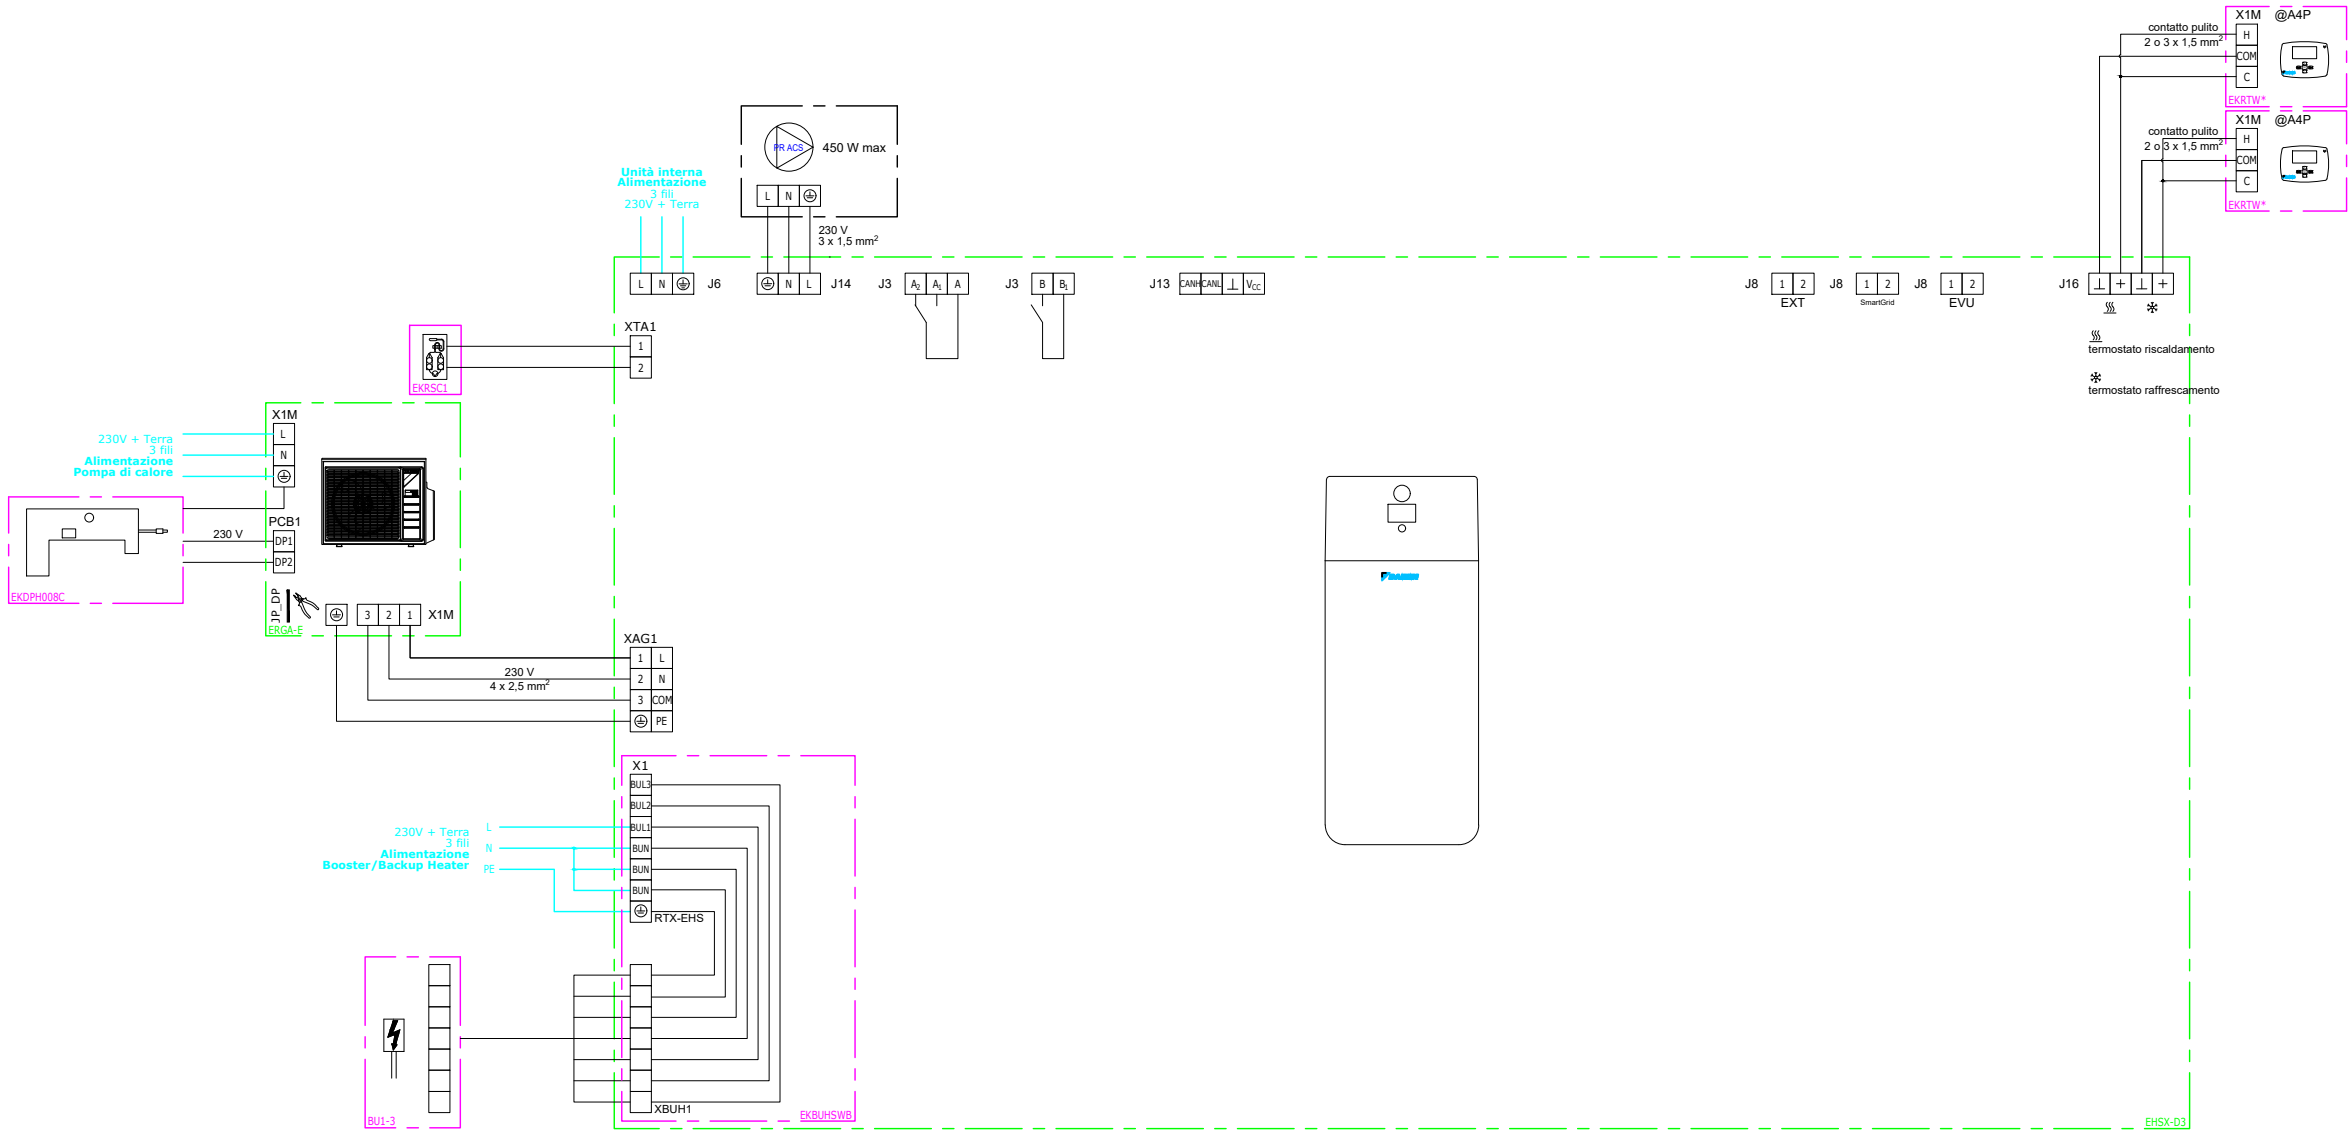 X1M @A4P
contatto pulito
2 o 3 x 1,5 mm²
H
COM
C
EKRTW*
X1M @A4P
contatto pulito
2 o 3 x 1,5 mm²
H
COM
C
EKRTW*
PR ACS
450 W max
L N
230 V
3 x 1,5 mm²
Unità interna
Alimentazione
3 fili
230V + Terra
L N J6
N L J14
J3 A2 A1 A
J3 B B1
J13 CANH CANL ⊥ VCC
J8 1 2
EXT
J8 1 2
SmartGrid
J8 1 2
EVU
J16 ⊥ + ⊥ +
termostato riscaldamento
termostato raffrescamento
XTA1
1
2
EKRSC1
X1M
L
N
230V + Terra
3 fili
Alimentazione
Pompa di calore
PCB1
DP1
DP2
230 V
EKDPH008C
JP_DP
3 2 1 X1M
ERGA-E
XAG1
1 L
2 N
3 COM
PE
230 V
4 x 2,5 mm²
DAIKIN
X1
BUL3
BUL2
BUL1
BUN
BUN
BUN
RTX-EHS
230V + Terra
3 fili
Alimentazione
Booster/Backup Heater
L
N
PE
XBUH1
EKBUHSWB
BU1-3
EHSX-D3